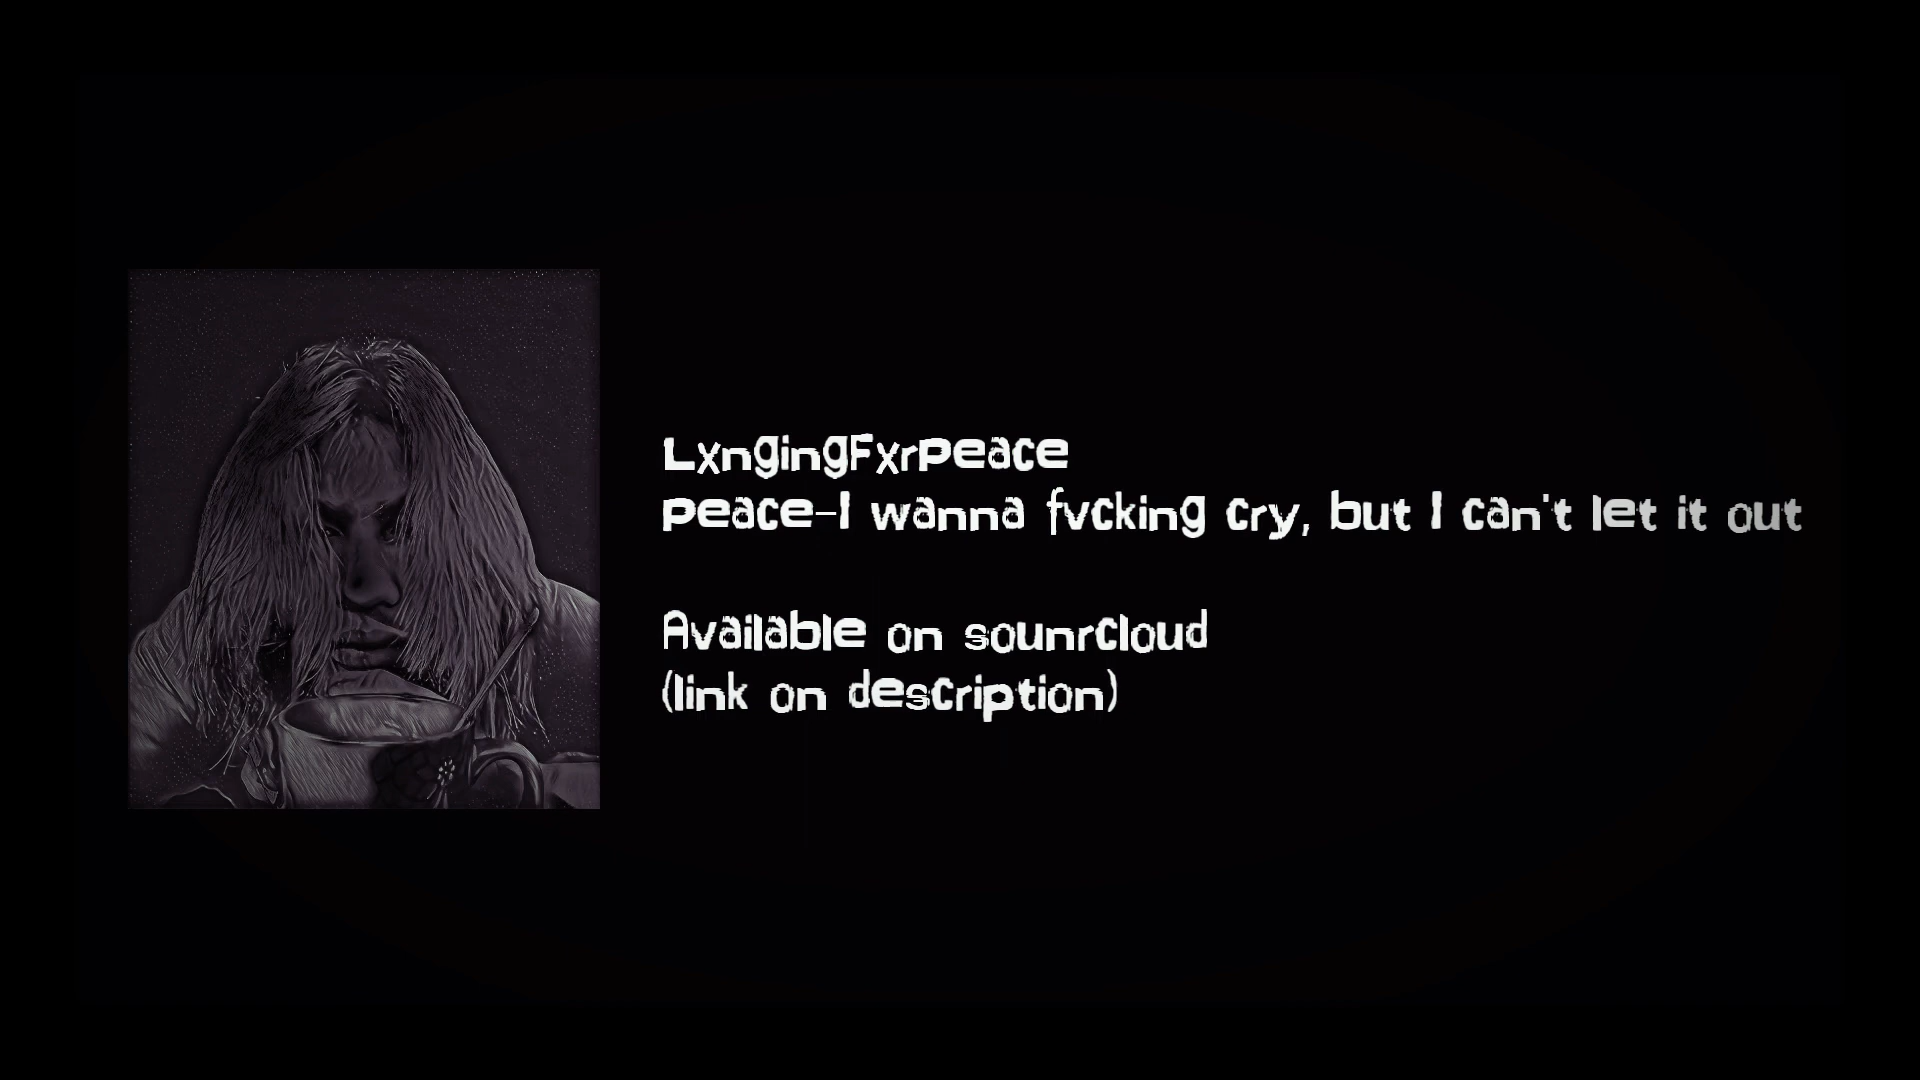 LxngingFxrpeace
peace-I wanna fvcking cry, but I can't let it out
Available on sounrcloud
(link on description)